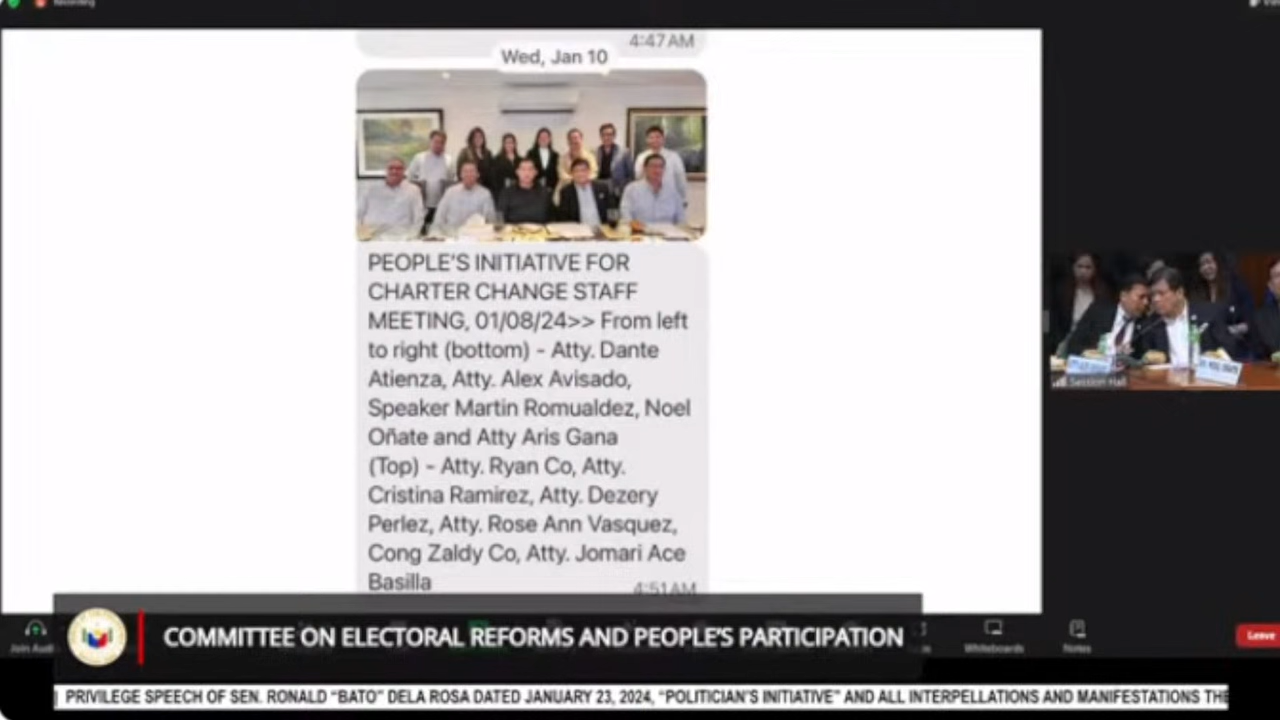 Recording
4:47 AM
Wed, Jan 10
PEOPLE'S INITIATIVE FOR
CHARTER CHANGE STAFF
MEETING, 01/08/24>> From left
to right (bottom) - Atty. Dante
Atienza, Atty. Alex Avisado,
Speaker Martin Romualdez, Noel
Oñate and Atty Aris Gana
(Top) - Atty. Ryan Co, Atty.
Cristina Ramirez, Atty. Dezery
Perlez, Atty. Rose Ann Vasquez,
Cong Zaldy Co, Atty. Jomari Ace
Basilla
4:51 AM
Session Hall
COMMITTEE ON ELECTORAL REFORMS AND PEOPLE'S PARTICIPATION
Whiteboards
Notes
Leave
PRIVILEGE SPEECH OF SEN. RONALD "BATO" DELA ROSA DATED JANUARY 23, 2024, "POLITICIAN'S INITIATIVE" AND ALL INTERPELLATIONS AND MANIFESTATIONS